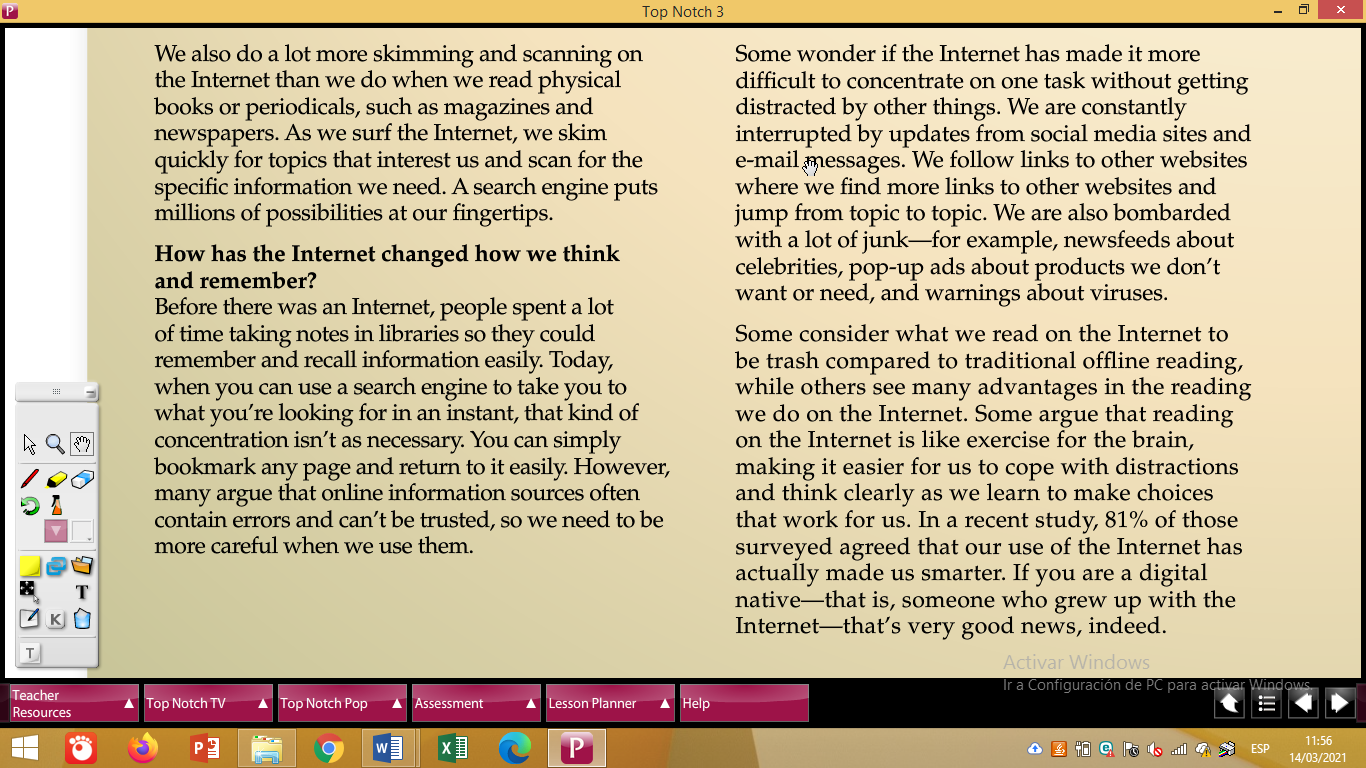 Top Notch 3
We also do a lot more skimming and scanning on
the Internet than we do when we read physical
books or periodicals, such as magazines and
newspapers. As we surf the Internet, we skim
quickly for topics that interest us and scan for the
specific information we need. A search engine puts
millions of possibilities at our fingertips.
How has the Internet changed how we think
and remember?
Before there was an Internet, people spent a lot
of time taking notes in libraries so they could
remember and recall information easily. Today,
when you can use a search engine to take you to
what you’re looking for in an instant, that kind of
concentration isn’t as necessary. You can simply
bookmark any page and return to it easily. However,
many argue that online information sources often
contain errors and can’t be trusted, so we need to be
more careful when we use them.
Some wonder if the Internet has made it more
difficult to concentrate on one task without getting
distracted by other things. We are constantly
interrupted by updates from social media sites and
e-mail messages. We follow links to other websites
where we find more links to other websites and
jump from topic to topic. We are also bombarded
with a lot of junk—for example, newsfeeds about
celebrities, pop-up ads about products we don’t
want or need, and warnings about viruses.
Some consider what we read on the Internet to
be trash compared to traditional offline reading,
while others see many advantages in the reading
we do on the Internet. Some argue that reading
on the Internet is like exercise for the brain,
making it easier for us to cope with distractions
and think clearly as we learn to make choices
that work for us. In a recent study, 81% of those
surveyed agreed that our use of the Internet has
actually made us smarter. If you are a digital
native—that is, someone who grew up with the
Internet—that’s very good news, indeed.
T
K
T
Activar Windows
Ir a Configuración de PC para activar Windows.
Teacher
Resources
Top Notch TV
Top Notch Pop
Assessment
Lesson Planner
Help
ESP
11:56
14/03/2021